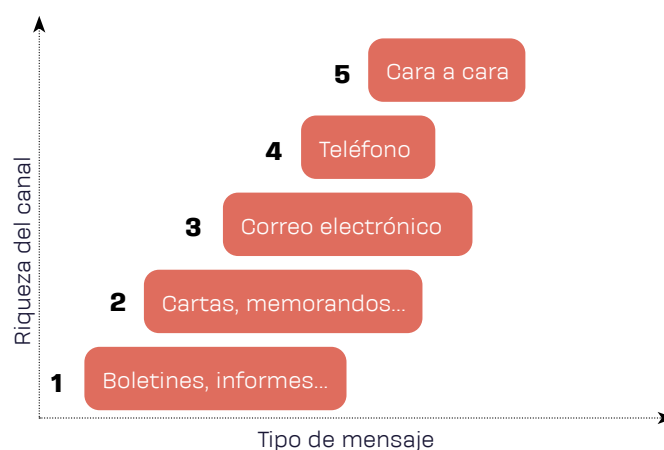 5 Cara a cara
4 Teléfono
3 Correo electrónico
2 Cartas, memorandos...
1 Boletines, informes...
Riqueza del canal
Tipo de mensaje